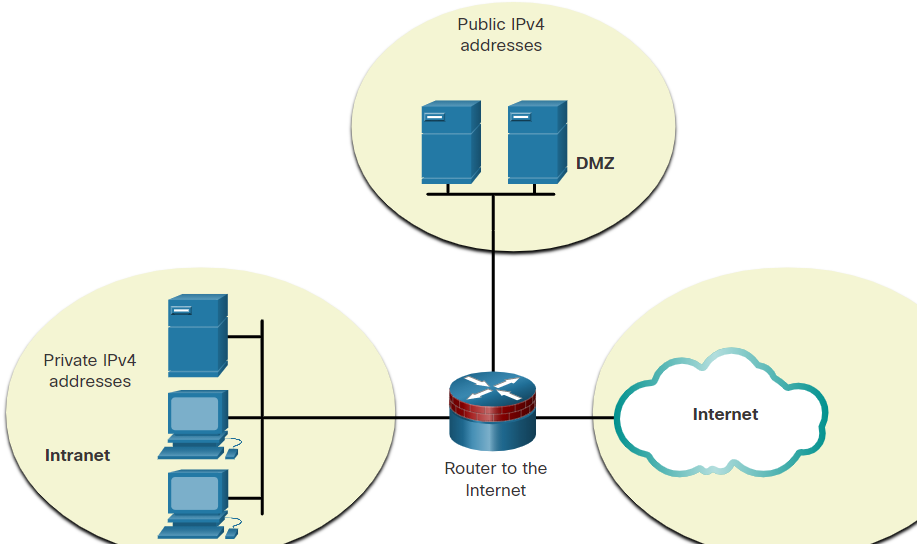 Public IPv4
addresses
DMZ
Private IPv4
addresses
Intranet
Internet
Router to the
Internet